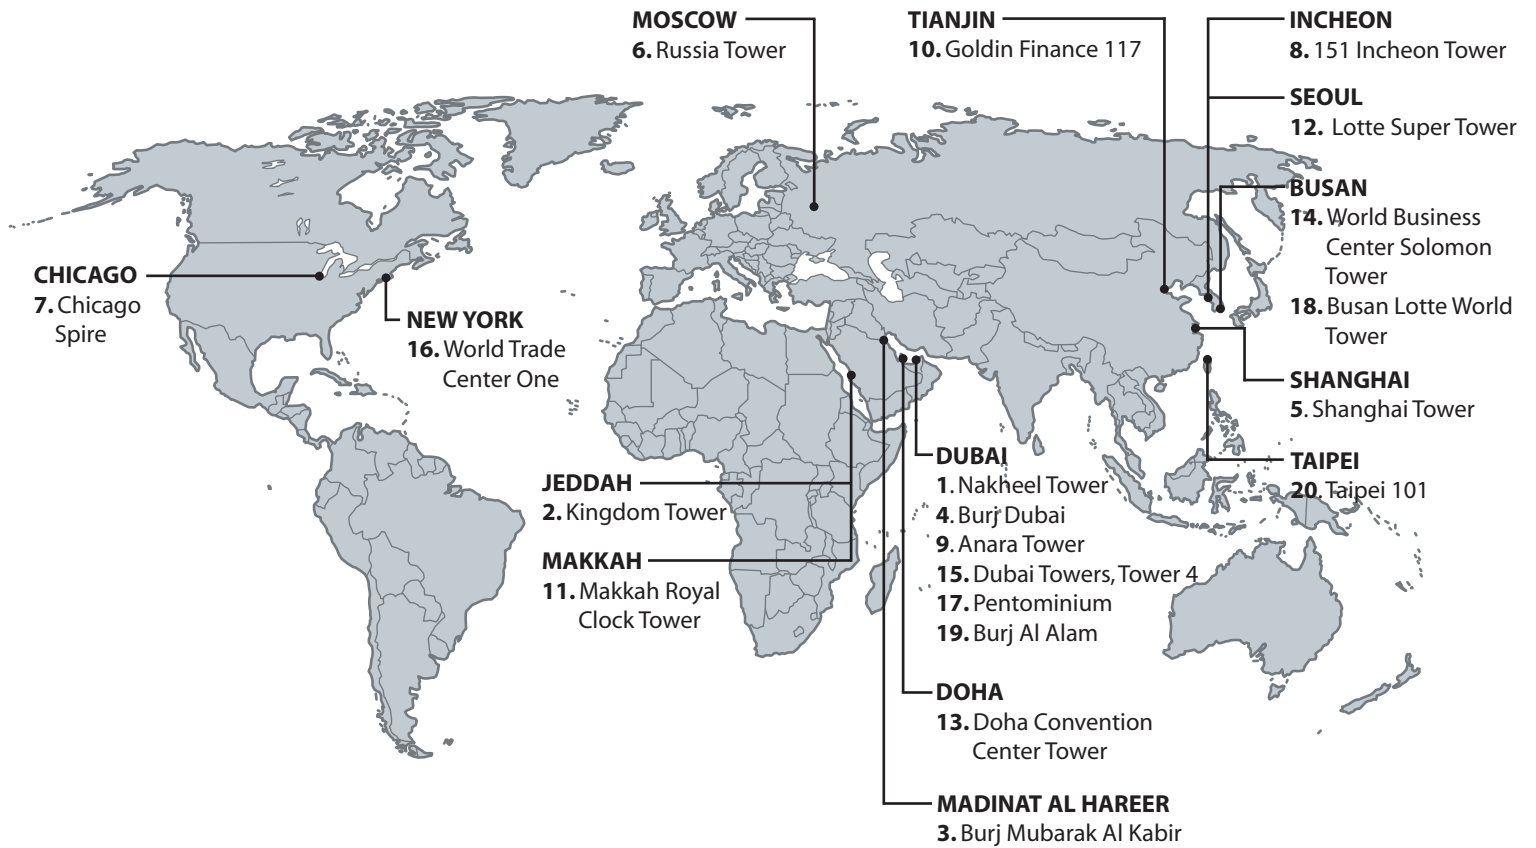 MOSCOW
6. Russia Tower
TIANJIN
10. Goldin Finance 117
INCHEON
8. 151 Incheon Tower
SEOUL
12. Lotte Super Tower
BUSAN
14. World Business
Center Solomon
Tower
18. Busan Lotte World
Tower
CHICAGO
7. Chicago
Spire
NEW YORK
16. World Trade
Center One
SHANGHAI
5. Shanghai Tower
TAIPEI
20. Taipei 101
JEDDAH
2. Kingdom Tower
MAKKAH
11. Makkah Royal
Clock Tower
DUBAI
1. Nakheel Tower
4. Burj Dubai
9. Anara Tower
15. Dubai Towers, Tower 4
17. Pentominium
19. Burj Al Alam
DOHA
13. Doha Convention
Center Tower
MADINAT AL HAREER
3. Burj Mubarak Al Kabir